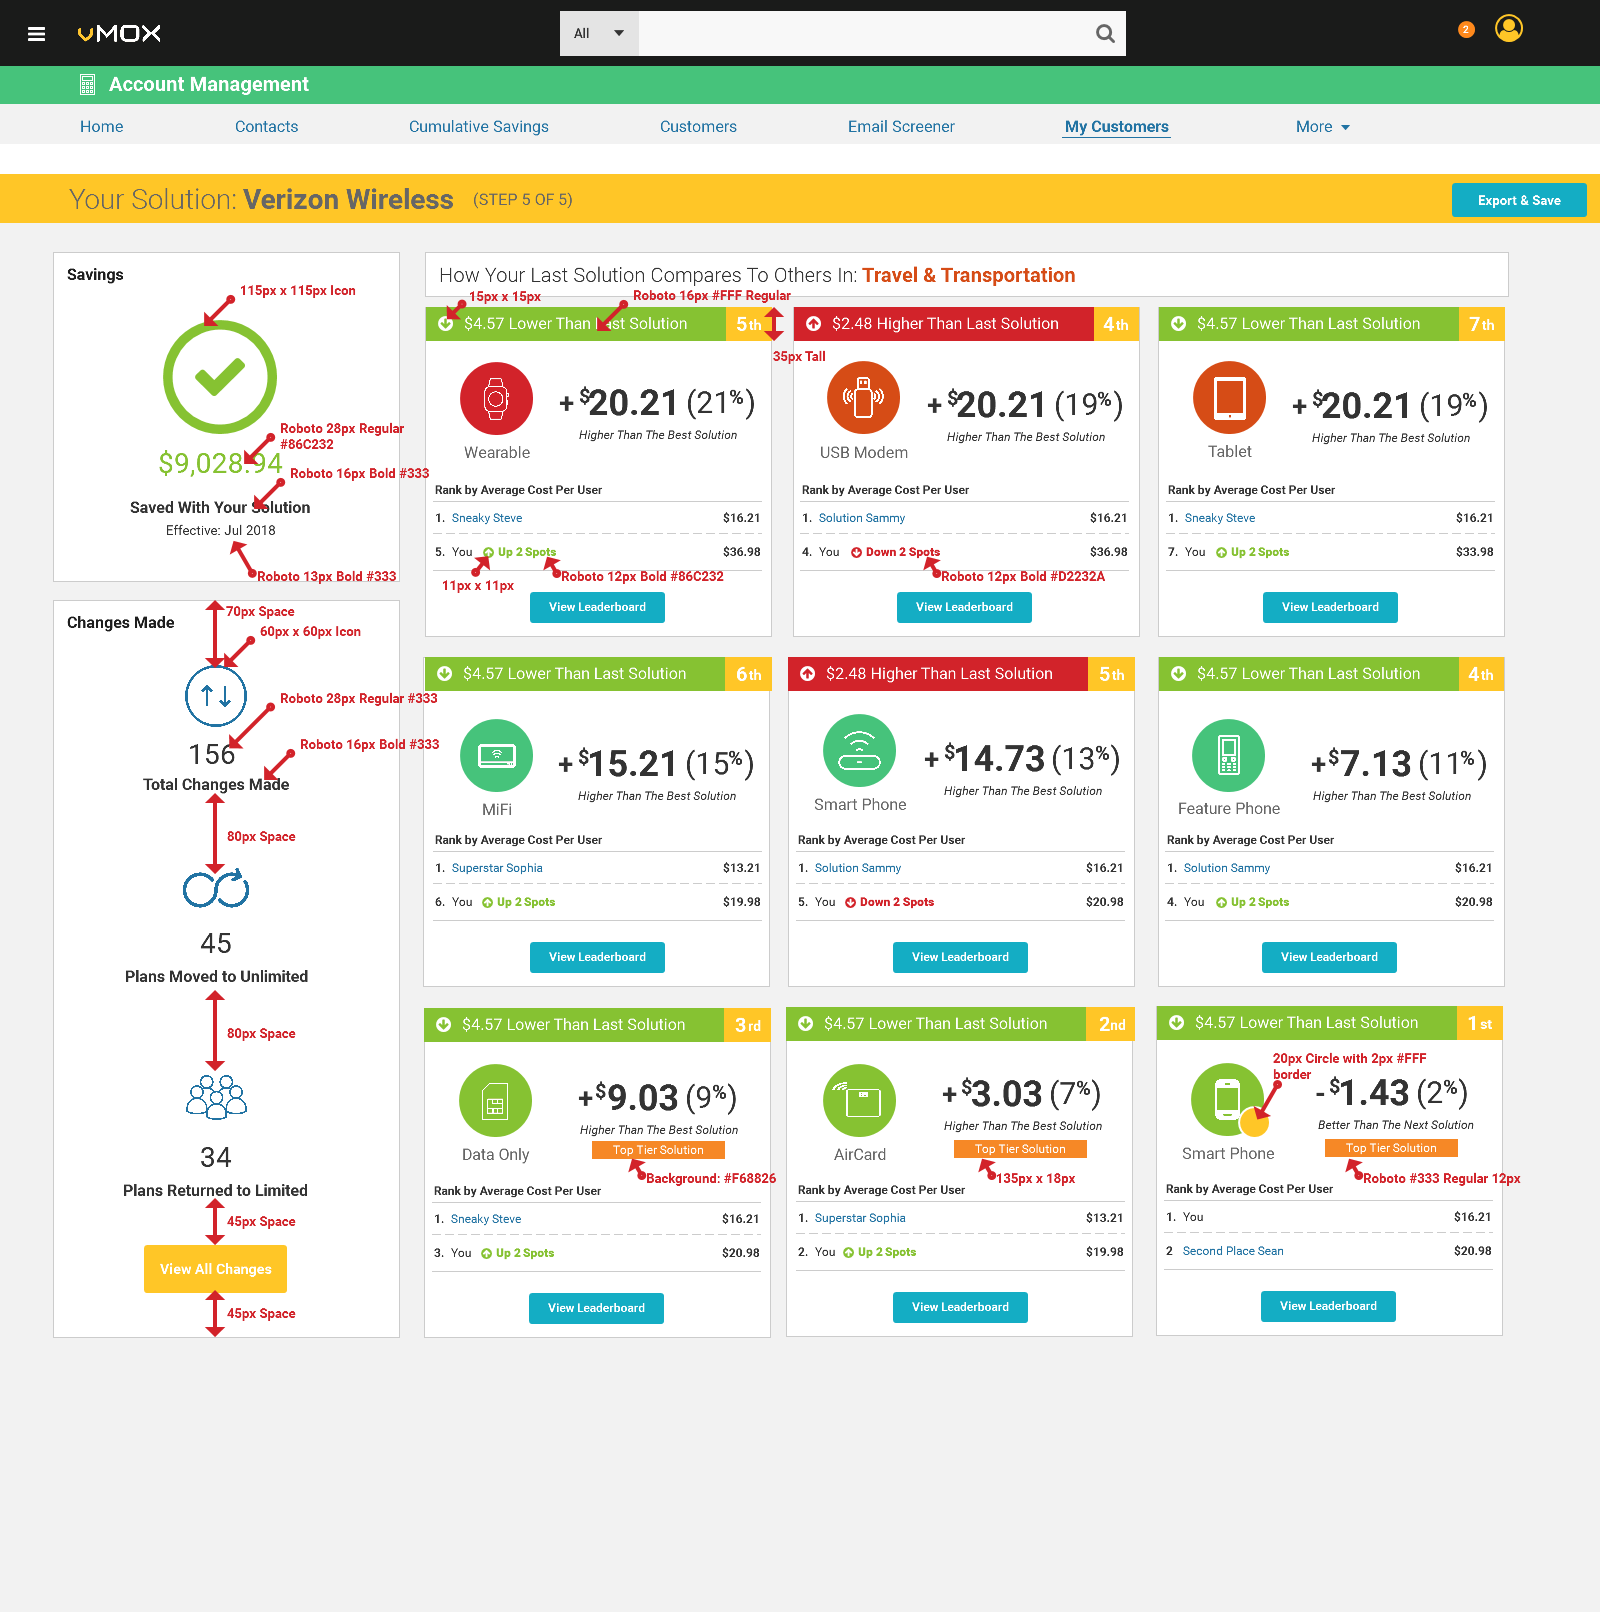 vMOX
All
2
Account Management
Home
Contacts
Cumulative Savings
Customers
Email Screener
My Customers
More
Your Solution: Verizon Wireless (STEP 5 OF 5)
Export & Save
Savings
115px x 115px Icon
Roboto 28px Regular
#86C232
$9,028.94
Roboto 16px Bold #333
Saved With Your Solution
Effective: Jul 2018
Roboto 13px Bold #333
Changes Made
70px Space
60px x 60px Icon
Roboto 28px Regular #333
156
Roboto 16px Bold #333
Total Changes Made
80px Space
45
Plans Moved to Unlimited
80px Space
34
Plans Returned to Limited
45px Space
View All Changes
45px Space
How Your Last Solution Compares To Others In: Travel & Transportation
15px x 15px
Roboto 16px #FFF Regular
$4.57 Lower Than Last Solution
5th
35px Tall
+$20.21 (21%)
Higher Than The Best Solution
Wearable
Rank by Average Cost Per User
1. Sneaky Steve $16.21
5. You Up 2 Spots $36.98
11px x 11px
Roboto 12px Bold #86C232
View Leaderboard
$2.48 Higher Than Last Solution
4th
+$20.21 (19%)
Higher Than The Best Solution
USB Modem
Rank by Average Cost Per User
1. Solution Sammy $16.21
4. You Down 2 Spots $36.98
Roboto 12px Bold #D2232A
View Leaderboard
$4.57 Lower Than Last Solution
7th
+$20.21 (19%)
Higher Than The Best Solution
Tablet
Rank by Average Cost Per User
1. Sneaky Steve $16.21
7. You Up 2 Spots $33.98
View Leaderboard
$4.57 Lower Than Last Solution
6th
+$15.21 (15%)
Higher Than The Best Solution
MiFi
Rank by Average Cost Per User
1. Superstar Sophia $13.21
6. You Up 2 Spots $19.98
View Leaderboard
$2.48 Higher Than Last Solution
5th
+$14.73 (13%)
Higher Than The Best Solution
Smart Phone
Rank by Average Cost Per User
1. Solution Sammy $16.21
5. You Down 2 Spots $20.98
View Leaderboard
$4.57 Lower Than Last Solution
4th
+$7.13 (11%)
Higher Than The Best Solution
Feature Phone
Rank by Average Cost Per User
1. Solution Sammy $16.21
4. You Up 2 Spots $20.98
View Leaderboard
$4.57 Lower Than Last Solution
3rd
+$9.03 (9%)
Higher Than The Best Solution
Top Tier Solution
Data Only
Background: #F68826
Rank by Average Cost Per User
1. Sneaky Steve $16.21
3. You Up 2 Spots $20.98
View Leaderboard
$4.57 Lower Than Last Solution
2nd
+$3.03 (7%)
Higher Than The Best Solution
Top Tier Solution
AirCard
135px x 18px
Rank by Average Cost Per User
1. Superstar Sophia $13.21
2. You Up 2 Spots $19.98
View Leaderboard
$4.57 Lower Than Last Solution
1st
20px Circle with 2px #FFF
border
-$1.43 (2%)
Better Than The Next Solution
Top Tier Solution
Smart Phone
Roboto #333 Regular 12px
Rank by Average Cost Per User
1. You $16.21
2 Second Place Sean $20.98
View Leaderboard